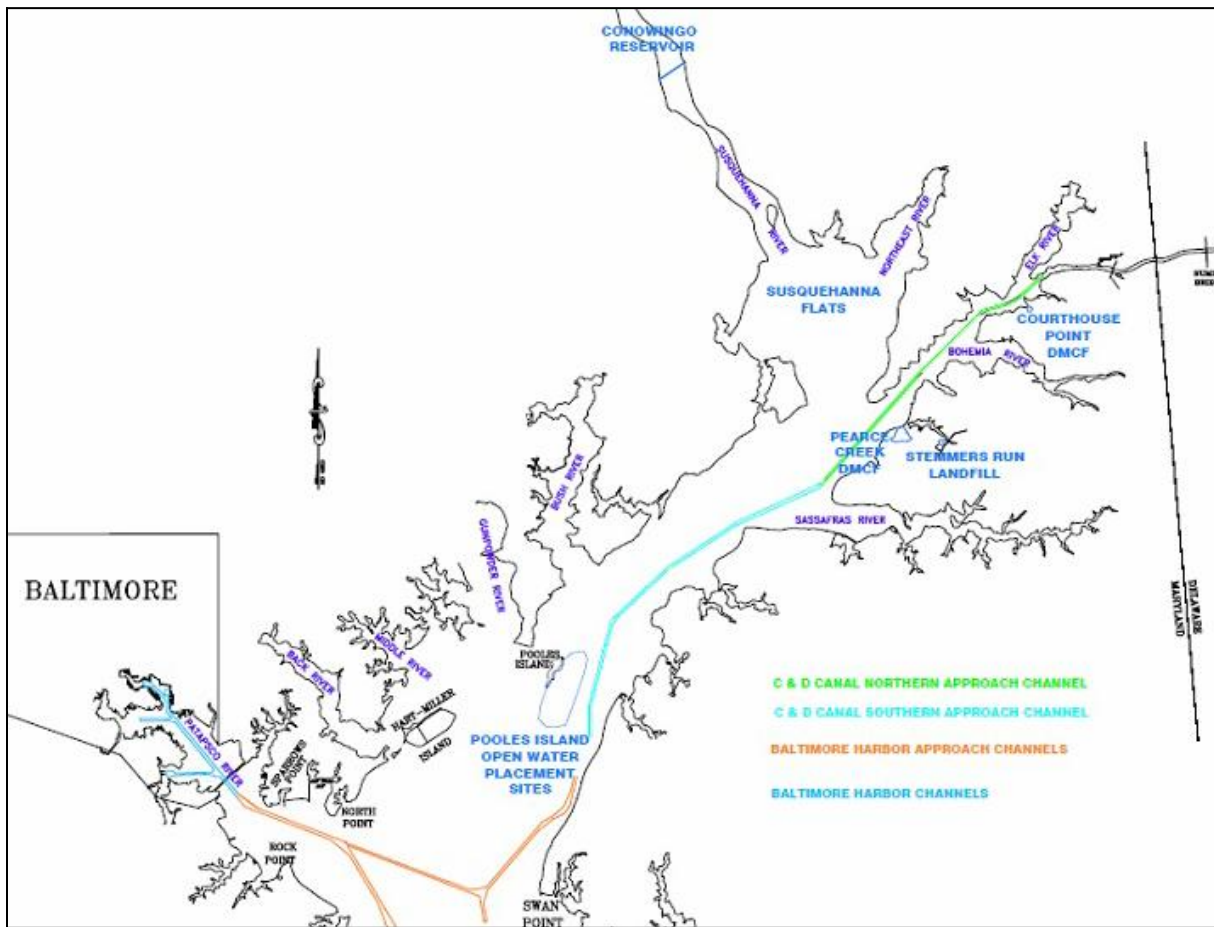 CONOWINGO
RESERVOIR
SUSQUEHANNA
RIVER
NORTHEAST RIVER
ELK RIVER
SUSQUEHANNA
FLATS
COURTHOUSE
POINT
DMCF
BOHEMIA RIVER
PEARCE
CREEK
DMCF
STEMMERS RUN
LANDFILL
BUSH RIVER
SASSAFRAS RIVER
GUNPOWDER RIVER
BALTIMORE
MIDDLE RIVER
BACK RIVER
POOLES
ISLAND
HART-MILLER
ISLAND
MARYLAND
DELAWARE
PATAPSCO RIVER
SPARROWS
POINT
POOLES ISLAND
OPEN WATER
PLACEMENT
SITES
NORTH
POINT
ROCK
POINT
SWAN
POINT
C & D CANAL NORTHERN APPROACH CHANNEL
C & D CANAL SOUTHERN APPROACH CHANNEL
BALTIMORE HARBOR APPROACH CHANNELS
BALTIMORE HARBOR CHANNELS